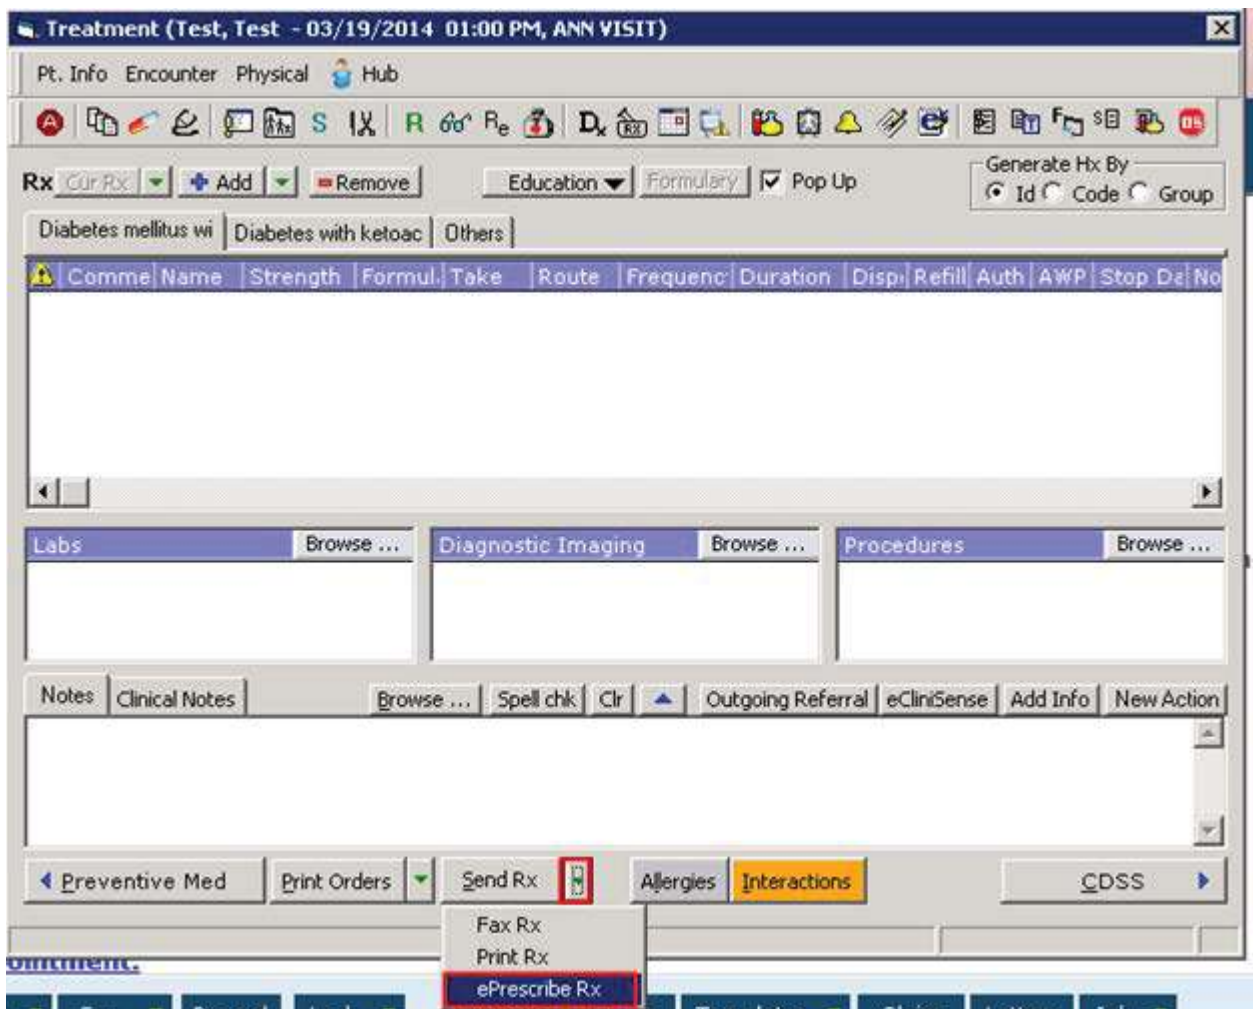 Treatment (Test, Test - 03/19/2014 01:00 PM, ANN VISIT)
Pt. Info Encounter Physical Hub
S R Re Dx RX
Generate Hx By
Rx Cur Rx Add Remove Education Formulary Pop Up Id Code Group
Diabetes mellitus wi Diabetes with ketoac Others
Comme Name Strength Formul. Take Route Frequenc Duration Disp Refill Auth AWP Stop Da No
Labs Browse ... Diagnostic Imaging Browse ... Procedures Browse ...
Notes Clinical Notes Browse ... Spell chk Clr Outgoing Referral eCliniSense Add Info New Action
Preventive Med Print Orders Send Rx Allergies Interactions CDSS
Fax Rx
Print Rx
ePrescribe Rx